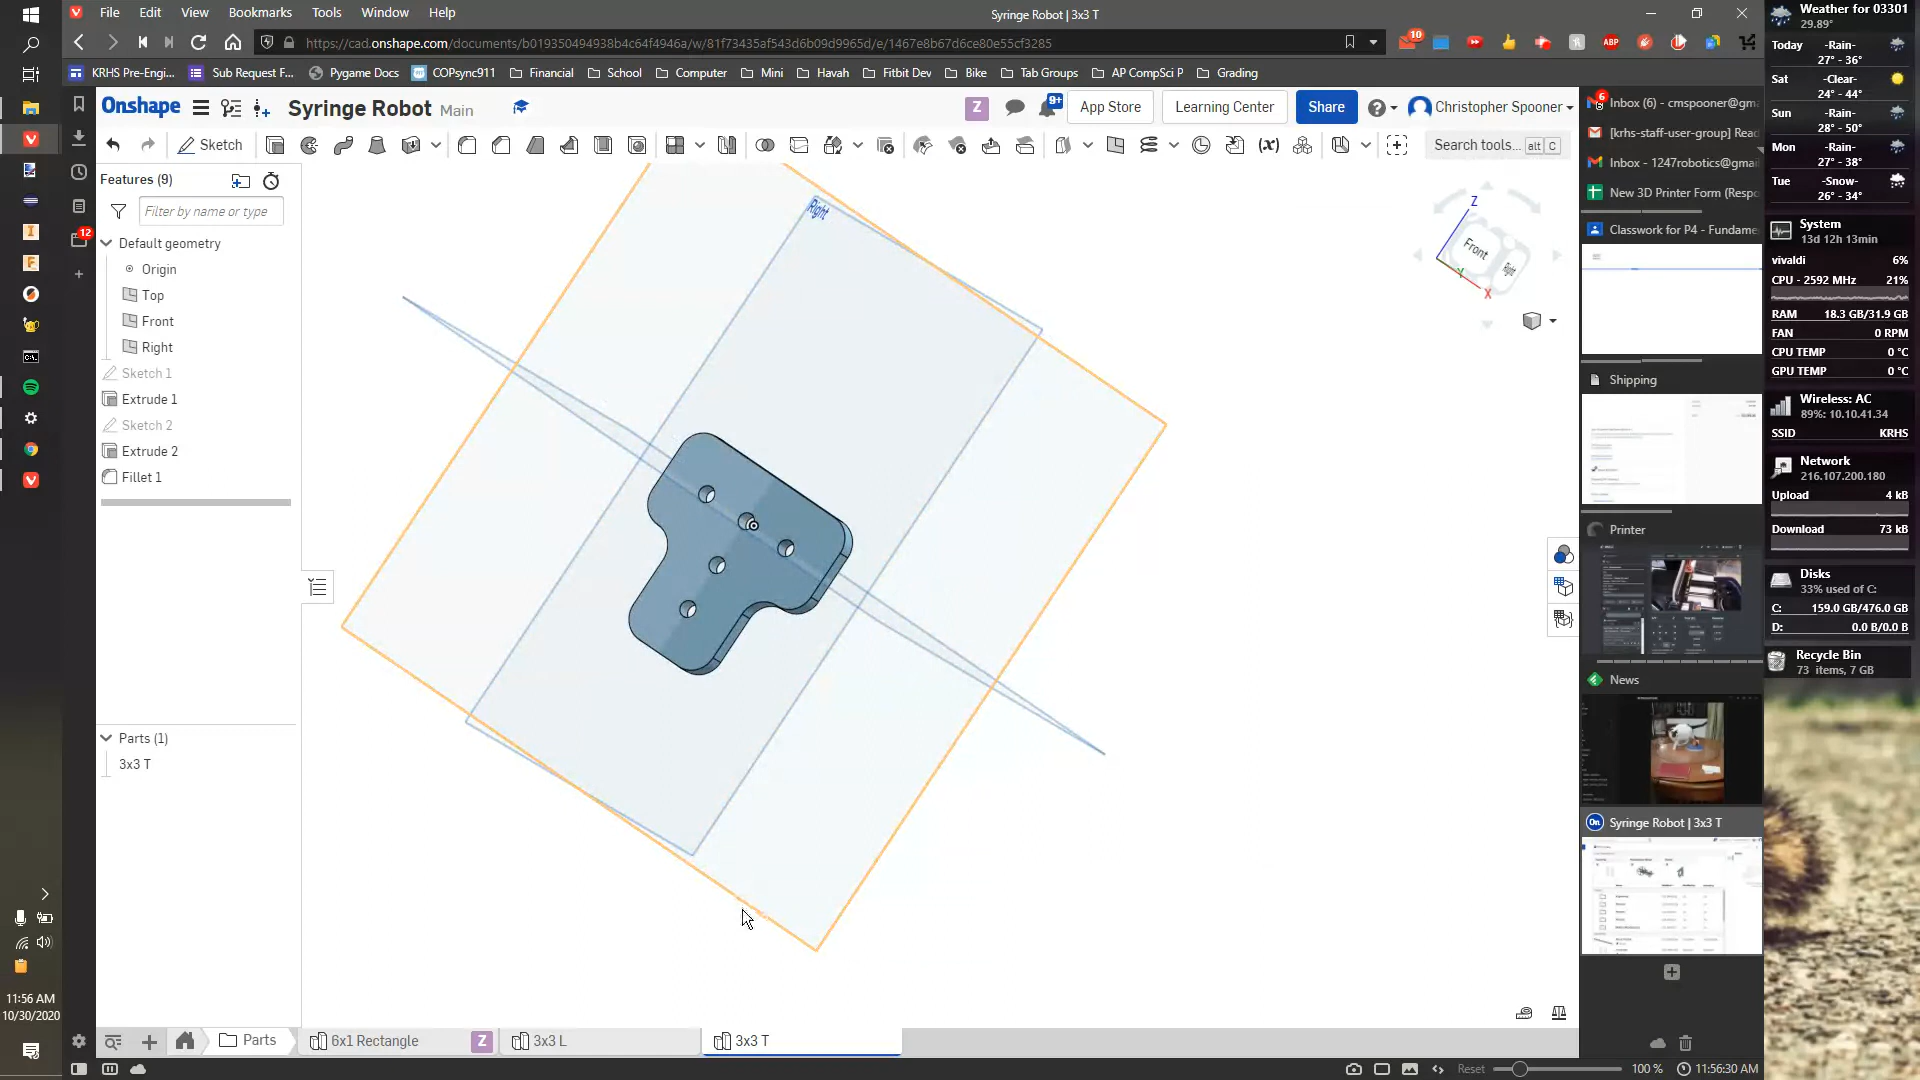 File Edit View Bookmarks Tools Window Help
Syringe Robot | 3x3 T
https://cad.onshape.com/documents/b019350494938b4c64f4946a/w/81f73435af543d6b09d9965d/e/1467e8b67d6ce80e55cf3285
10
ABP
KRHS Pre-Engi... Sub Request F... Pygame Docs COPsync911 Financial School Computer Mini Havah Fitbit Dev Bike Tab Groups AP CompSci P Grading
Onshape Syringe Robot Main
Z 9+ App Store Learning Center Share Christopher Spooner
Sketch
(x)
Search tools... alt C
Features (9)
Filter by name or type
Default geometry
Origin
Top
Front
Right
Sketch 1
Extrude 1
Sketch 2
Extrude 2
Fillet 1
Parts (1)
3x3 T
Right
Z
Front
Right
Y
X
12
Parts 6x1 Rectangle Z 3x3 L 3x3 T
Reset 100 % 11:56:30 AM
11:56 AM
10/30/2020
6
Inbox (6) - cmspooner@gm
[krhs-staff-user-group] Read
Inbox - 1247robotics@gmai
New 3D Printer Form (Respo
Classwork for P4 - Fundame
Shipping
Printer
News
On Syringe Robot | 3x3 T
Weather for 03301
29.89°
Today -Rain-
27° - 36°
Sat -Clear-
24° - 44°
Sun -Rain-
28° - 50°
Mon -Rain-
27° - 38°
Tue -Snow-
26° - 34°
System
13d 12h 13min
vivaldi 6%
CPU - 2592 MHz 21%
RAM 18.3 GB/31.9 GB
FAN 0 RPM
CPU TEMP 0 °C
GPU TEMP 0 °C
Wireless: AC
89%: 10.10.41.34
SSID KRHS
Network
216.107.200.180
Upload 4 kB
Download 73 kB
Disks
33% used of C:
C: 159.0 GB/476.0 GB
D: 0.0 B/0.0 B
Recycle Bin
73 items, 7 GB